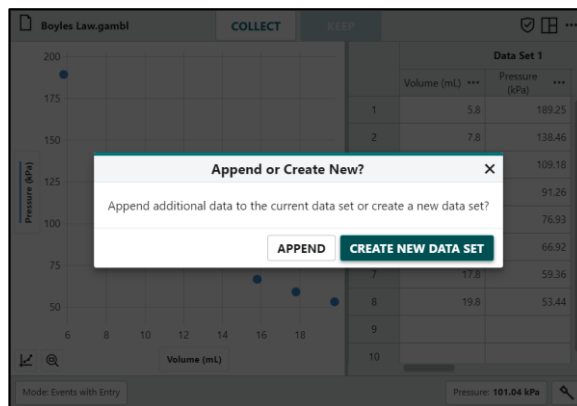 Boyles Law.gambl
COLLECT
KEEP
Data Set 1
Volume (mL)
Pressure (kPa)
1 5.8 189.25
2 7.8 138.46
109.18
91.26
76.93
66.92
7 17.8 59.36
8 19.8 53.44
9
10
Append or Create New?
Append additional data to the current data set or create a new data set?
APPEND
CREATE NEW DATA SET
Pressure (kPa)
200
175
150
125
100
75
50
6 8 10 12 14 16 18
Volume (mL)
Mode: Events with Entry
Pressure: 101.04 kPa